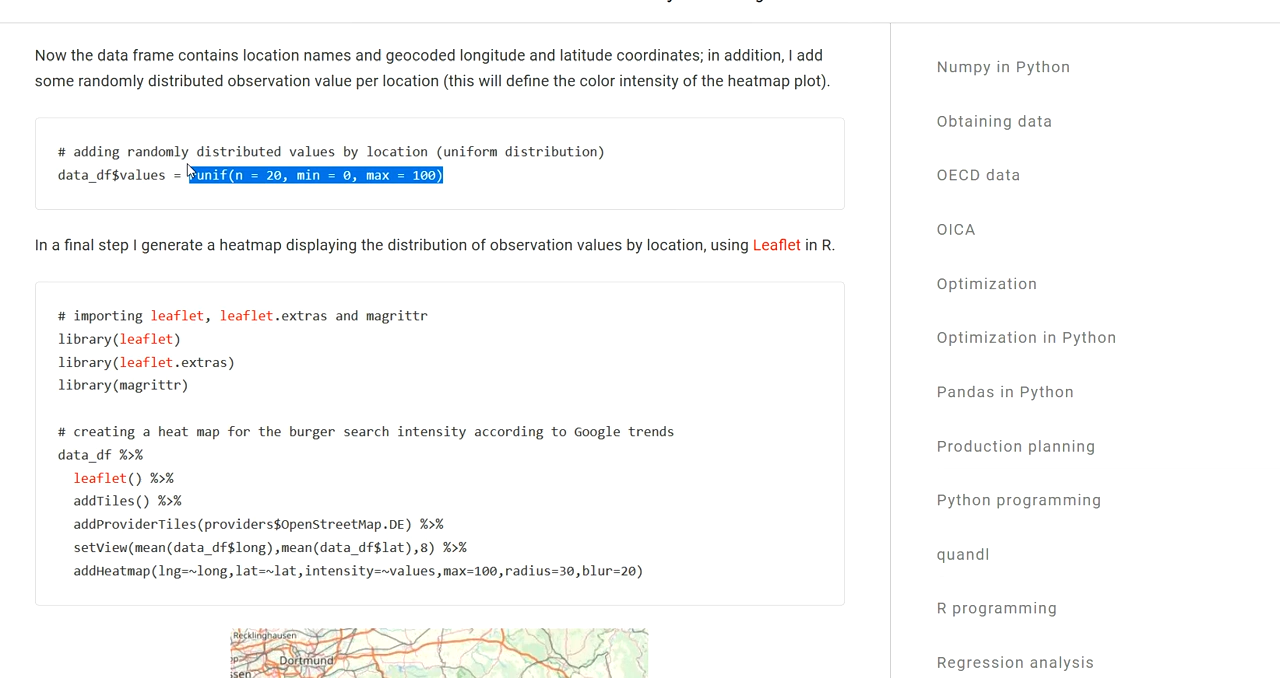 Now the data frame contains location names and geocoded longitude and latitude coordinates; in addition, I add
some randomly distributed observation value per location (this will define the color intensity of the heatmap plot).
# adding randomly distributed values by location (uniform distribution)
data_df$values = runif(n = 20, min = 0, max = 100)
In a final step I generate a heatmap displaying the distribution of observation values by location, using Leaflet in R.
# importing leaflet, leaflet.extras and magrittr
library(leaflet)
library(leaflet.extras)
library(magrittr)
# creating a heat map for the burger search intensity according to Google trends
data_df %>%
leaflet() %>%
addTiles() %>%
addProviderTiles(providers$OpenStreetMap.DE) %>%
setView(mean(data_df$long),mean(data_df$lat),8) %>%
addHeatmap(lng=~long,lat=~lat,intensity=~values,max=100,radius=30,blur=20)
Recklinghausen
Dortmund
Numpy in Python
Obtaining data
OECD data
OICA
Optimization
Optimization in Python
Pandas in Python
Production planning
Python programming
quandl
R programming
Regression analysis